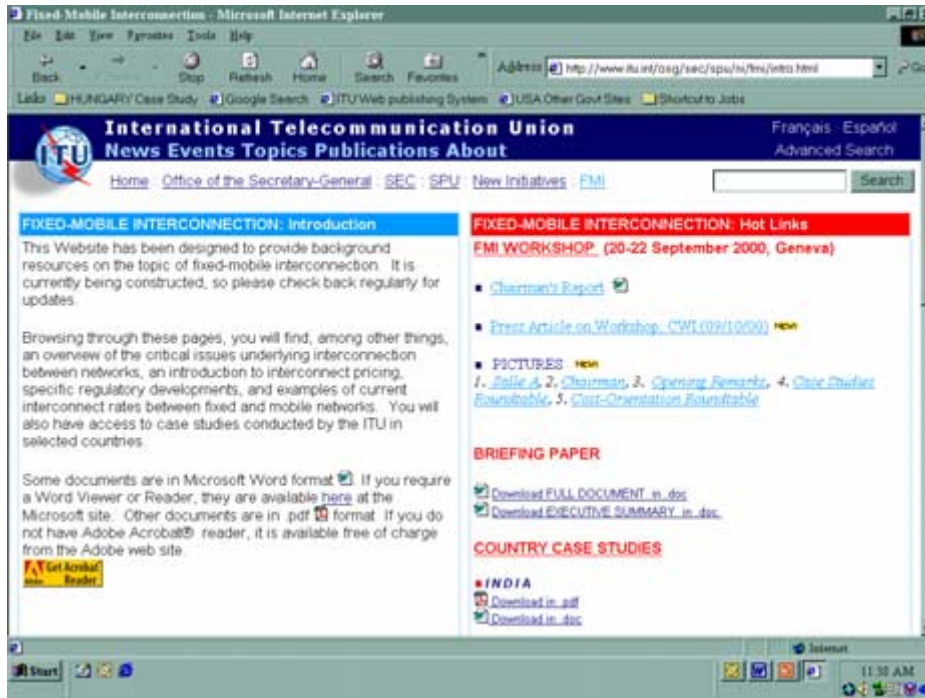 Fixed-Mobile Interconnection - Microsoft Internet Explorer
File Edit View Favorites Tools Help
Back Stop Refresh Home Search Favorites Address http://www.itu.int/osg/sec/spu/ni/fmi/intro.html Go
Links HUNGARY Case Study Google Search ITU Web publishing System USA Other Govt Sites Shortcut to Jobs
International Telecommunication Union Français Español
News Events Topics Publications About Advanced Search
ITU
Home : Office of the Secretary-General : SEC : SPU : New Initiatives : FMI Search
FIXED-MOBILE INTERCONNECTION: Introduction
This Website has been designed to provide background
resources on the topic of fixed-mobile interconnection. It is
currently being constructed, so please check back regularly for
updates.
Browsing through these pages, you will find, among other things,
an overview of the critical issues underlying interconnection
between networks, an introduction to interconnect pricing,
specific regulatory developments, and examples of current
interconnect rates between fixed and mobile networks. You will
also have access to case studies conducted by the ITU in
selected countries.
Some documents are in Microsoft Word format. If you require
a Word Viewer or Reader, they are available here at the
Microsoft site. Other documents are in .pdf format. If you do
not have Adobe Acrobat® reader, it is available free of charge
from the Adobe web site.
Get Acrobat
Adobe Reader
FIXED-MOBILE INTERCONNECTION: Hot Links
FMI WORKSHOP (20-22 September 2000, Geneva)
Chairman's Report
Press Article on Workshop, CWI (09/10/00) NEW!
PICTURES NEW!
1. Salle A, 2. Chairman, 3. Opening Remarks, 4. Case Studies
Roundtable, 5. Cost-Orientation Roundtable
BRIEFING PAPER
Download FULL DOCUMENT in .doc
Download EXECUTIVE SUMMARY in .doc
COUNTRY CASE STUDIES
INDIA
Download in .pdf
Download in .doc
Internet
Start 11:38 AM